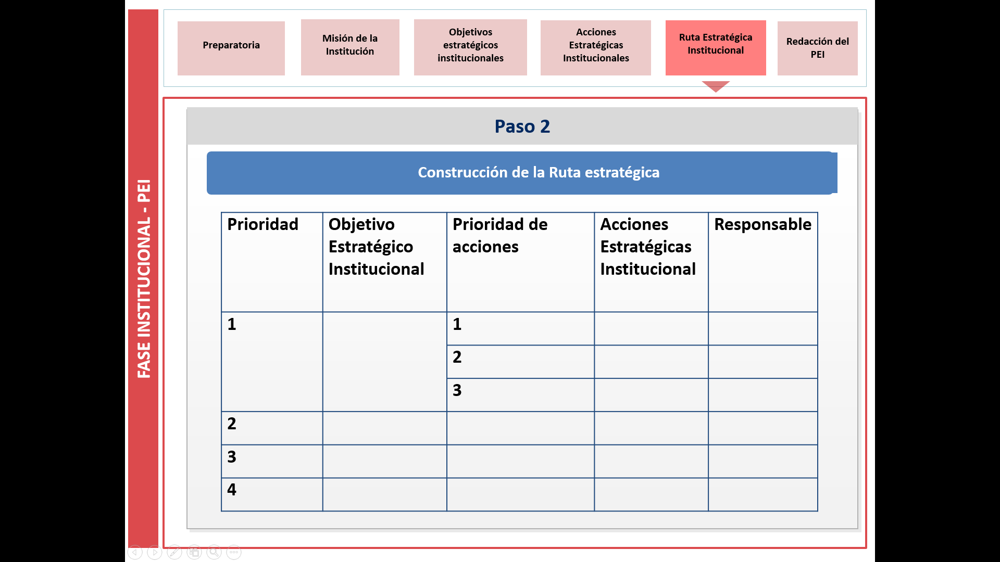 Preparatoria
Misión de la
Institución
Objetivos
estratégicos
institucionales
Acciones
Estratégicas
Institucionales
Ruta Estratégica
Institucional
Redacción del
PEI
FASE INSTITUCIONAL - PEI
Paso 2
Construcción de la Ruta estratégica
Prioridad
Objetivo
Estratégico
Institucional
Prioridad de
acciones
Acciones
Estratégicas
Institucional
Responsable
1
1
2
3
2
3
4